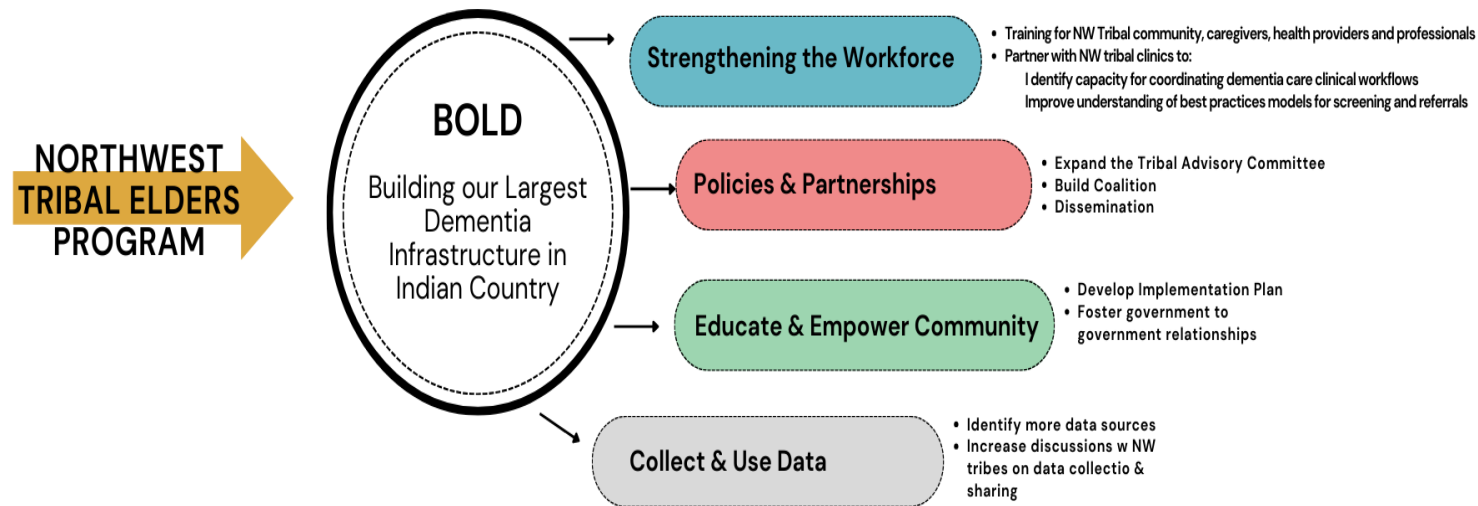 NORTHWEST
TRIBAL ELDERS
PROGRAM
BOLD
Building our Largest
Dementia
Infrastructure in
Indian Country
Strengthening the Workforce
• Training for NW Tribal community, caregivers, health providers and professionals
• Partner with NW tribal clinics to:
I dentify capacity for coordinating dementia care clinical workflows
Improve understanding of best practices models for screening and referrals
Policies & Partnerships
• Expand the Tribal Advisory Committee
• Build Coalition
• Dissemination
Educate & Empower Community
• Develop Implementation Plan
• Foster government to
government relationships
Collect & Use Data
• Identify more data sources
• Increase discussions w NW
tribes on data collectio &
sharing